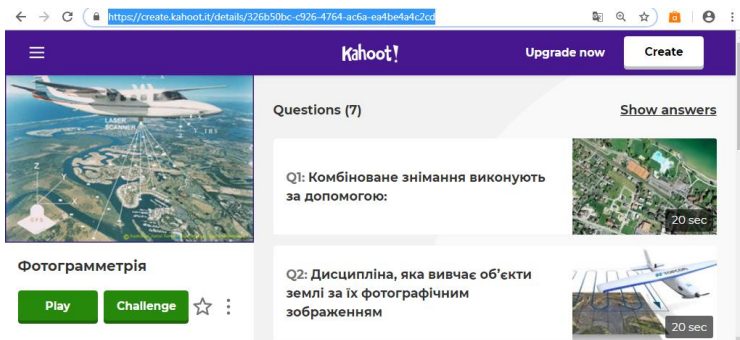 https://create.kahoot.it/details/326b50bc-c926-4764-ac6a-ea4be4a4c2cd
Kahoot!
Upgrade now
Create
LASER
SCANNER
Z
Y
X
GPS
Фотограмметрія
Play
Challenge
Questions (7)
Show answers
Q1: Комбіноване знімання виконують
за допомогою:
20 sec
Q2: Дисципліна, яка вивчає об’єкти
землі за їх фотографічним
зображенням
20 sec